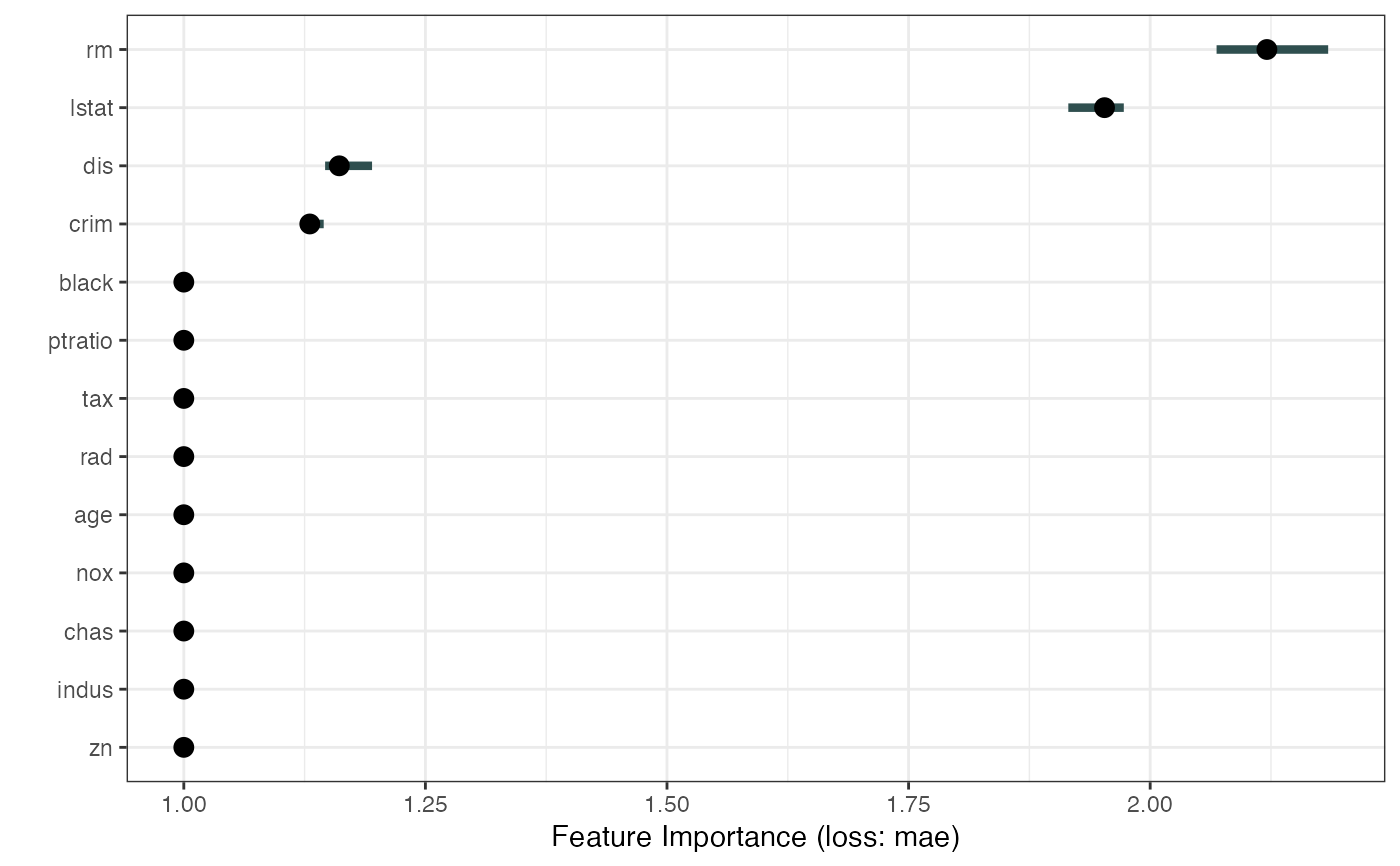 rm
lstat
dis
crim
black
ptratio
tax
rad
age
nox
chas
indus
zn
1.00 1.25 1.50 1.75 2.00
Feature Importance (loss: mae)